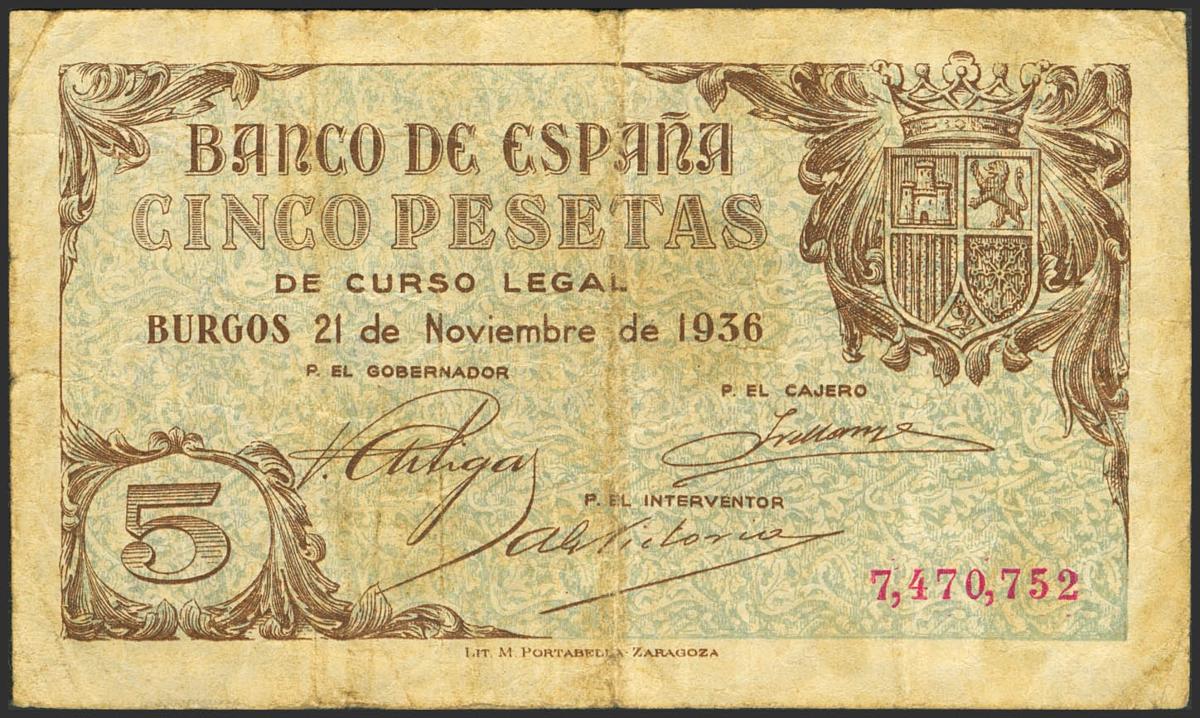 BANCO DE ESPAÑA
CINCO PESETAS
DE CURSO LEGAL
BURGOS 21 de Noviembre de 1936
P. EL GOBERNADOR
P. EL CAJERO
P. EL INTERVENTOR
5
7,470,752
LIT. M. PORTABELLA-ZARAGOZA